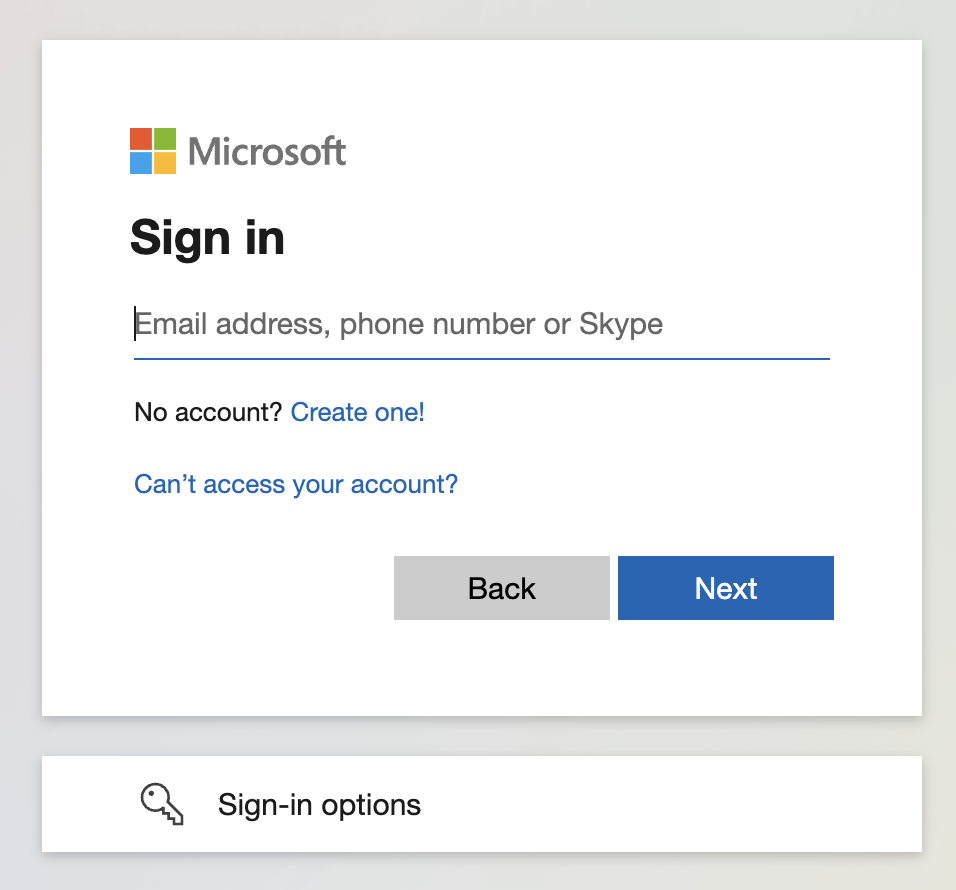 Microsoft
Sign in
Email address, phone number or Skype
No account? Create one!
Can’t access your account?
Back
Next
Sign-in options